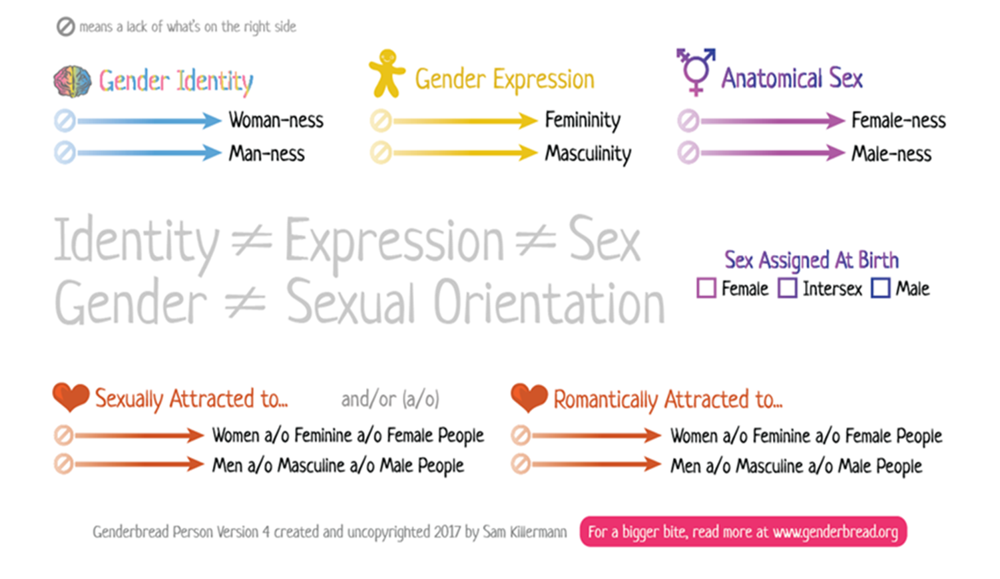 means a lack of what's on the right side
Gender Identity
Woman-ness
Man-ness
Gender Expression
Femininity
Masculinity
Anatomical Sex
Female-ness
Male-ness
Identity ≠ Expression ≠ Sex
Gender ≠ Sexual Orientation
Sex Assigned At Birth
Female Intersex Male
Sexually Attracted to...
and/or (a/o)
Women a/o Feminine a/o Female People
Men a/o Masculine a/o Male People
Romantically Attracted to...
Women a/o Feminine a/o Female People
Men a/o Masculine a/o Male People
Genderbread Person Version 4 created and uncopyrighted 2017 by Sam Killermann
For a bigger bite, read more at www.genderbread.org